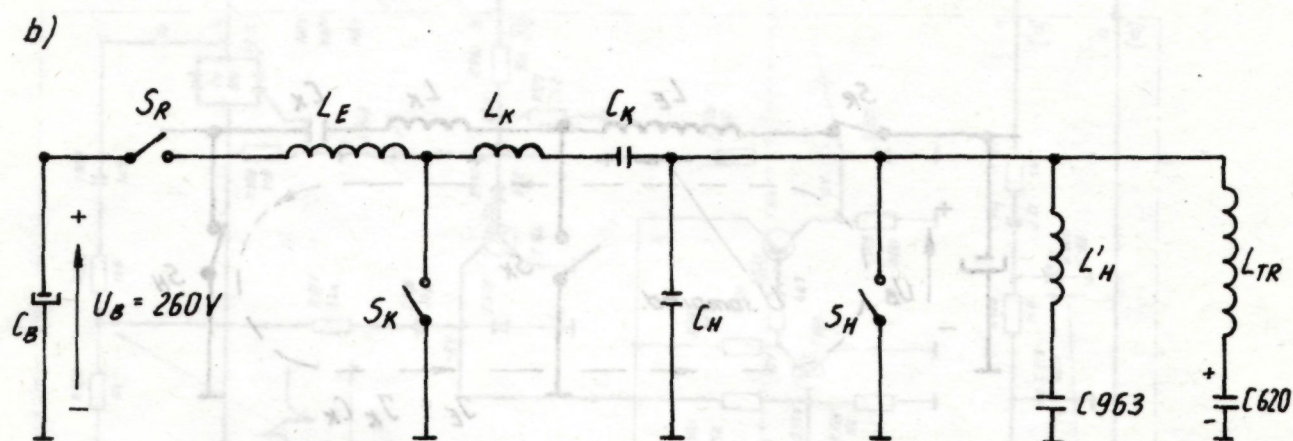 b)
S_R L_E L_K C_K
+
U_B = 260V
C_B
−
S_K C_H S_H L'_H L_TR
+
C963 C620
−